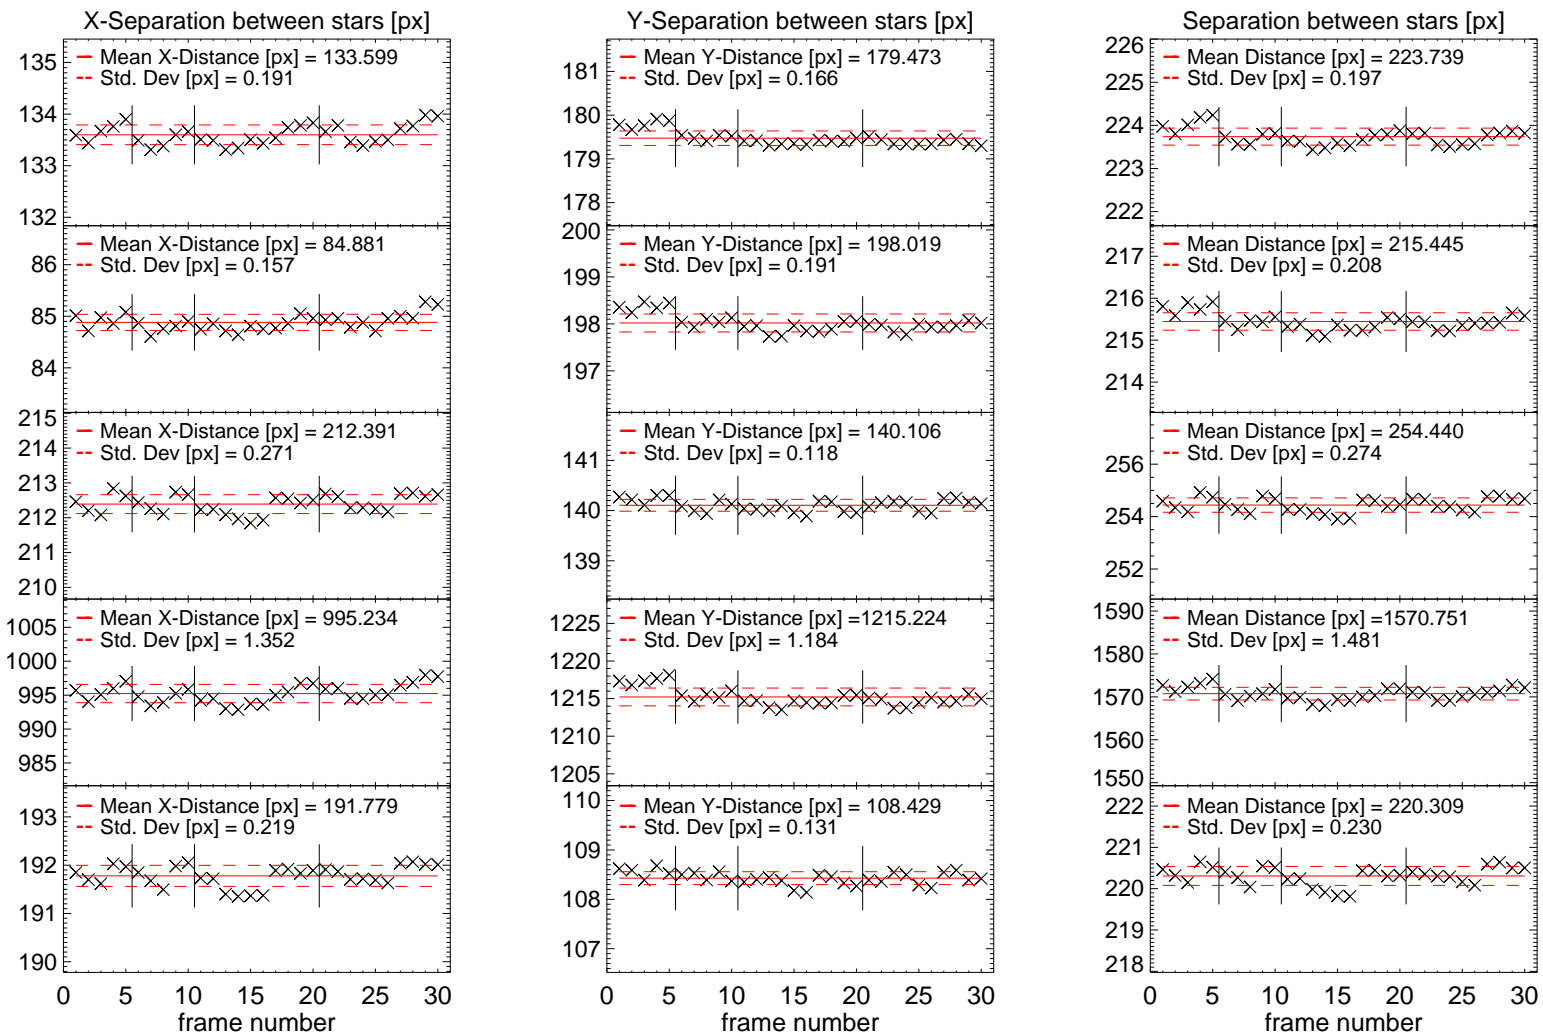 X-Separation between stars [px]
Mean X-Distance [px] = 133.599
Std. Dev [px] = 0.191
135
134
133
132
Mean X-Distance [px] = 84.881
Std. Dev [px] = 0.157
86
85
84
215
Mean X-Distance [px] = 212.391
Std. Dev [px] = 0.271
214
213
212
211
210
Mean X-Distance [px] = 995.234
Std. Dev [px] = 1.352
1005
1000
995
990
985
Mean X-Distance [px] = 191.779
Std. Dev [px] = 0.219
193
192
191
190
0 5 10 15 20 25 30
frame number
Y-Separation between stars [px]
Mean Y-Distance [px] = 179.473
Std. Dev [px] = 0.166
181
180
179
178
200
Mean Y-Distance [px] = 198.019
Std. Dev [px] = 0.191
199
198
197
Mean Y-Distance [px] = 140.106
Std. Dev [px] = 0.118
141
140
139
Mean Y-Distance [px] =1215.224
Std. Dev [px] = 1.184
1225
1220
1215
1210
1205
110
Mean Y-Distance [px] = 108.429
Std. Dev [px] = 0.131
109
108
107
0 5 10 15 20 25 30
frame number
Separation between stars [px]
226
Mean Distance [px] = 223.739
Std. Dev [px] = 0.197
225
224
223
222
Mean Distance [px] = 215.445
Std. Dev [px] = 0.208
217
216
215
214
Mean Distance [px] = 254.440
Std. Dev [px] = 0.274
256
254
252
1590
Mean Distance [px] =1570.751
Std. Dev [px] = 1.481
1580
1570
1560
1550
222
Mean Distance [px] = 220.309
Std. Dev [px] = 0.230
221
220
219
218
0 5 10 15 20 25 30
frame number